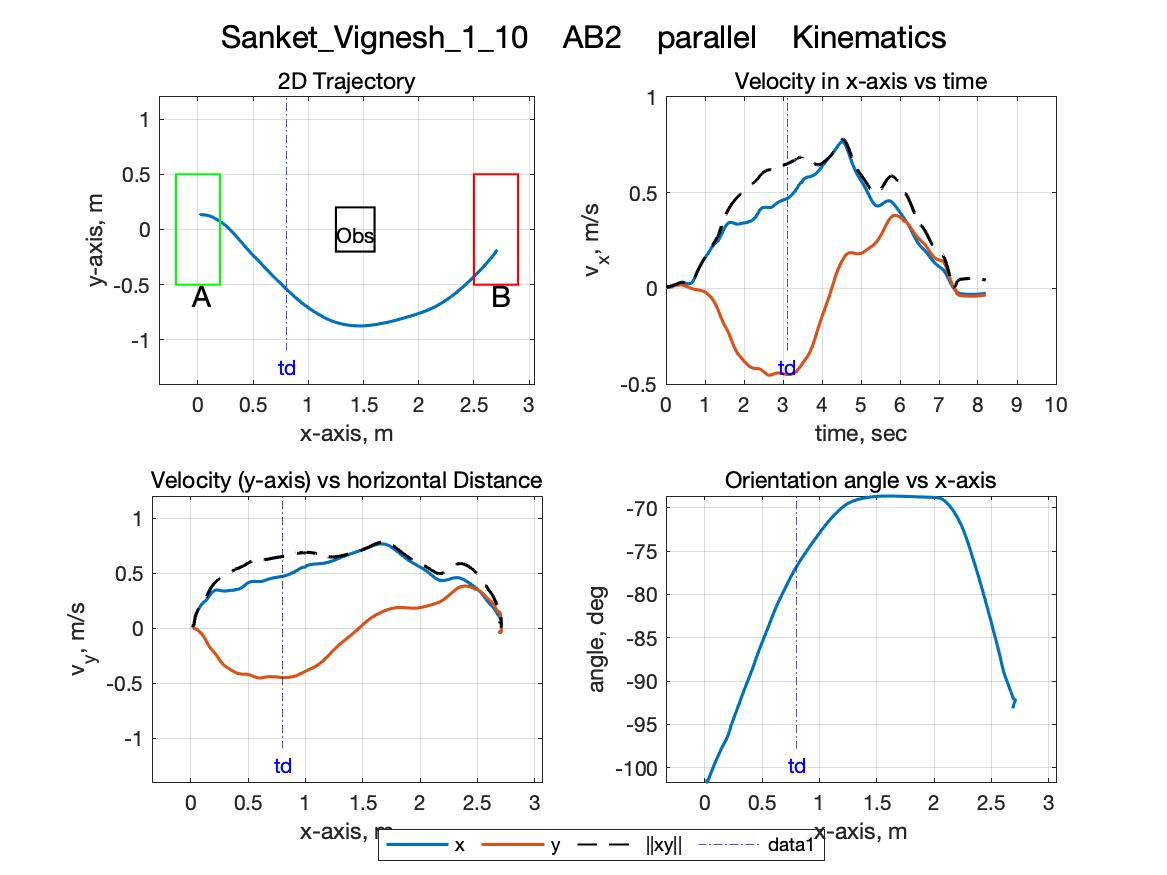 Sanket_Vignesh_1_10 AB2 parallel Kinematics
2D Trajectory
1
0.5
0
-0.5
-1
y-axis, m
A
Obs
B
td
0 0.5 1 1.5 2 2.5 3
x-axis, m
Velocity in x-axis vs time
1
0.5
0
-0.5
v_x, m/s
td
0 1 2 3 4 5 6 7 8 9 10
time, sec
Velocity (y-axis) vs horizontal Distance
1
0.5
0
-0.5
-1
v_y, m/s
td
0 0.5 1 1.5 2 2.5 3
x-axis, m
Orientation angle vs x-axis
-70
-75
-80
-85
-90
-95
-100
angle, deg
td
0 0.5 1 1.5 2 2.5 3
x-axis, m
x y ||xy|| data1